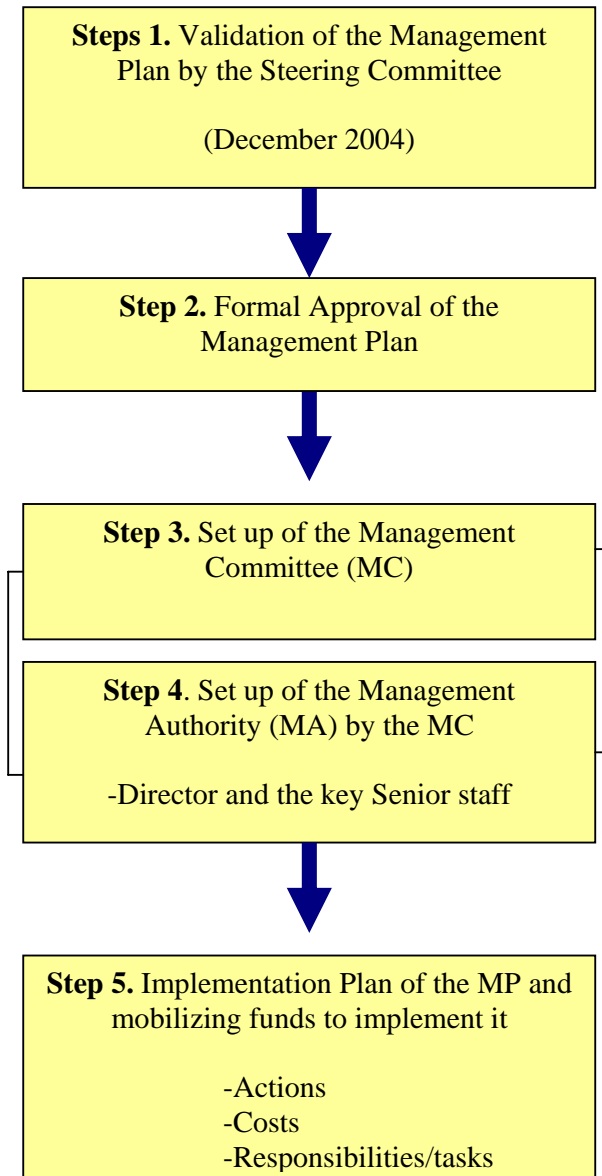 Steps 1. Validation of the Management
Plan by the Steering Committee
(December 2004)
Step 2. Formal Approval of the
Management Plan
Step 3. Set up of the Management
Committee (MC)
Step 4. Set up of the Management
Authority (MA) by the MC
-Director and the key Senior staff
Step 5. Implementation Plan of the MP and
mobilizing funds to implement it
-Actions
-Costs
-Responsibilities/tasks